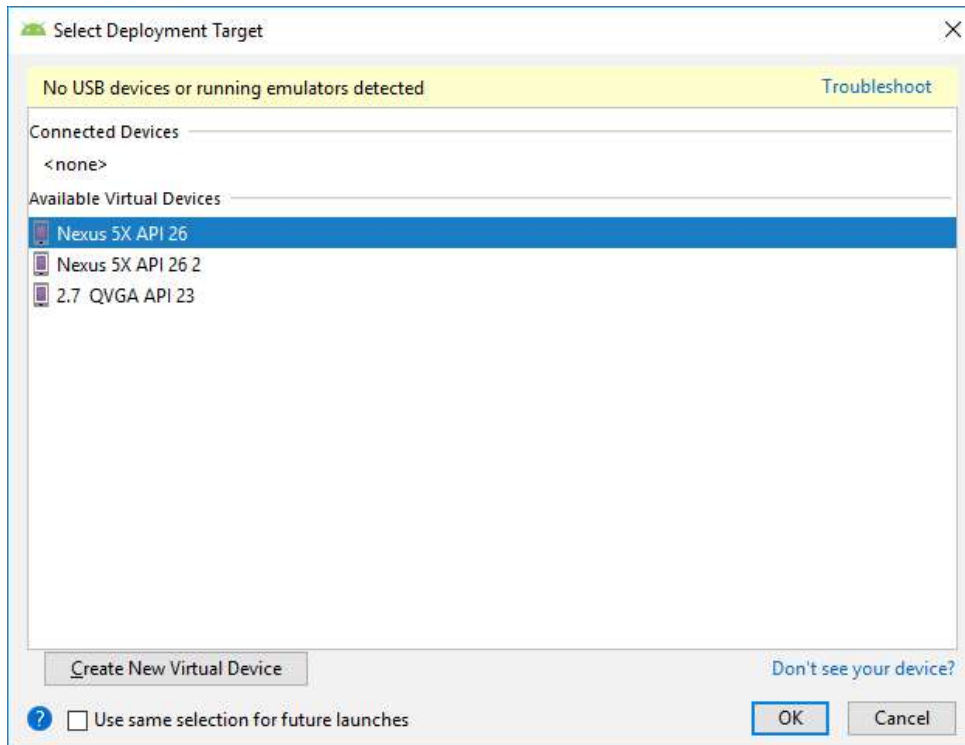 Select Deployment Target
No USB devices or running emulators detected Troubleshoot
Connected Devices
<none>
Available Virtual Devices
Nexus 5X API 26
Nexus 5X API 26 2
2.7 QVGA API 23
Create New Virtual Device Don't see your device?
? Use same selection for future launches OK Cancel